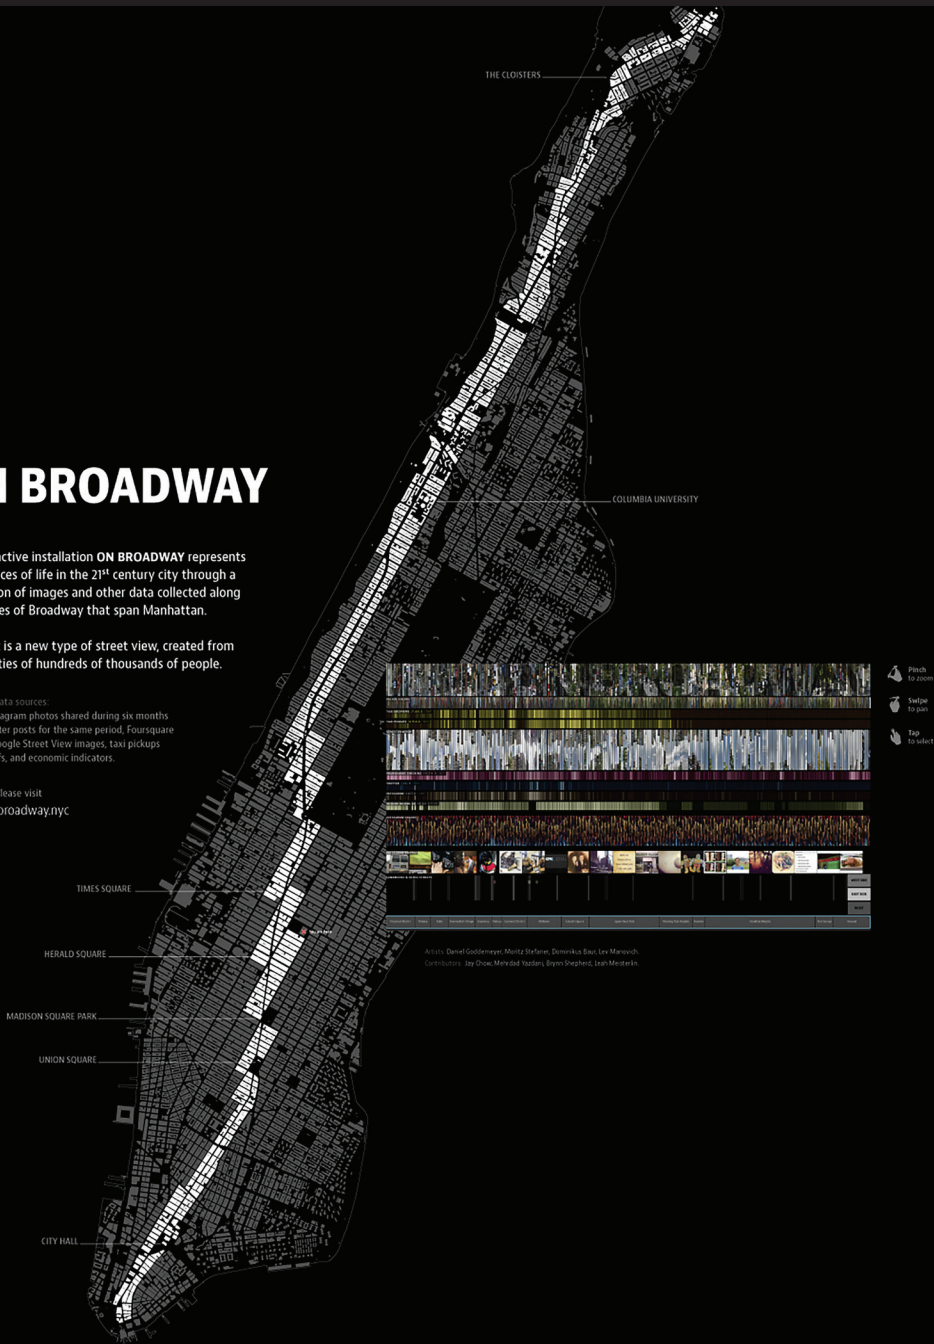 THE CLOISTERS
N BROADWAY
COLUMBIA UNIVERSITY
active installation ON BROADWAY represents
ces of life in the 21st century city through a
on of images and other data collected along
es of Broadway that span Manhattan.
is a new type of street view, created from
ties of hundreds of thousands of people.
ata sources:
agram photos shared during six months
ter posts for the same period, Foursquare
oogle Street View images, taxi pickups
fs, and economic indicators.
lease visit
broadway.nyc
Pinch
to zoom
Swipe
to pan
Tap
to select
TIMES SQUARE
HERALD SQUARE
Artists: Daniel Goddemeyer, Moritz Stefaner, Dominikus Baur, Lev Manovich.
Contributors: Jay Chow, Mehrdad Yazdani, Brynn Shepherd, Leah Meisterlin.
MADISON SQUARE PARK
UNION SQUARE
CITY HALL